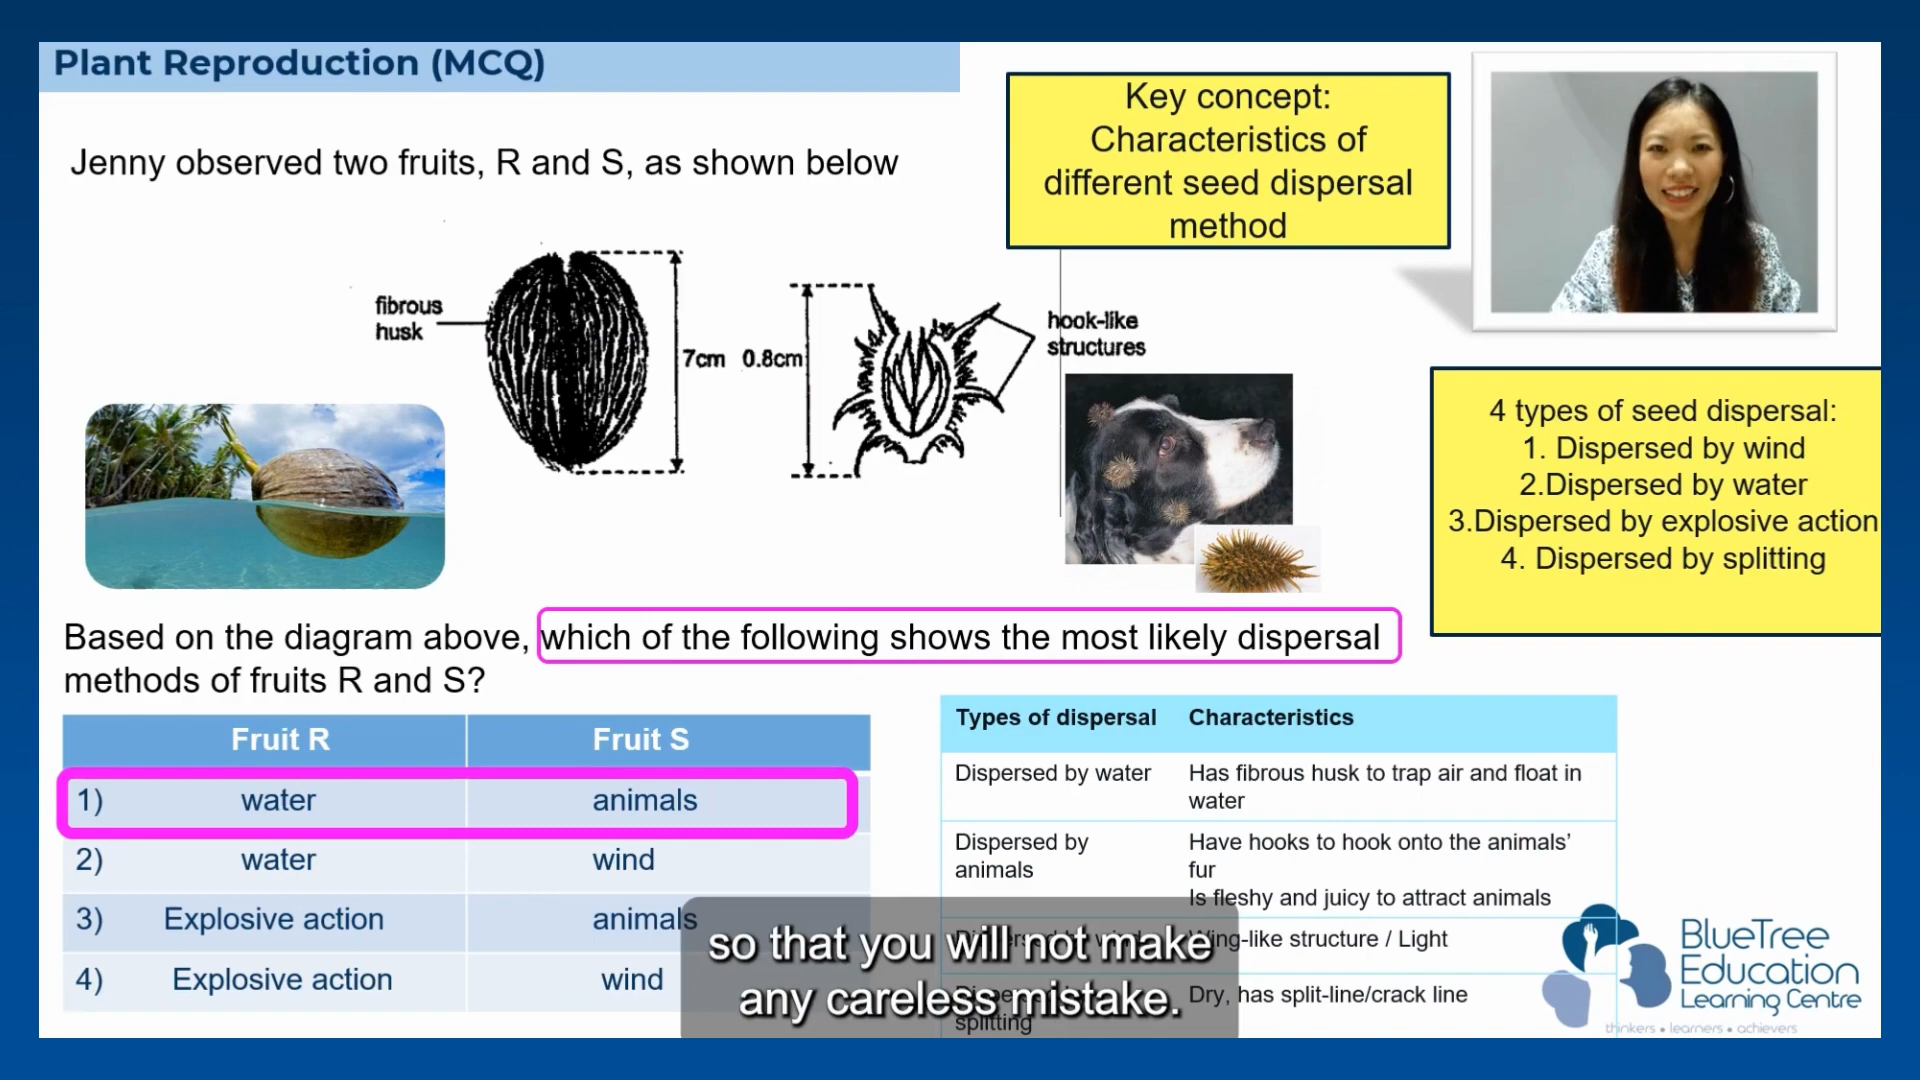 Plant Reproduction (MCQ)
Jenny observed two fruits, R and S, as shown below
Key concept:
Characteristics of
different seed dispersal
method
fibrous
husk
7cm
0.8cm
hook-like
structures
4 types of seed dispersal:
1. Dispersed by wind
2.Dispersed by water
3.Dispersed by explosive action
4. Dispersed by splitting
Based on the diagram above, which of the following shows the most likely dispersal
methods of fruits R and S?
Fruit R Fruit S
1) water animals
2) water wind
3) Explosive action animals
4) Explosive action wind
Types of dispersal Characteristics
Dispersed by water Has fibrous husk to trap air and float in
water
Dispersed by
animals
Have hooks to hook onto the animals'
fur
Is fleshy and juicy to attract animals
Wing-like structure / Light
Dry, has split-line/crack line
splitting
so that you will not make
any careless mistake.
BlueTree
Education
Learning Centre
thinkers • learners • achievers